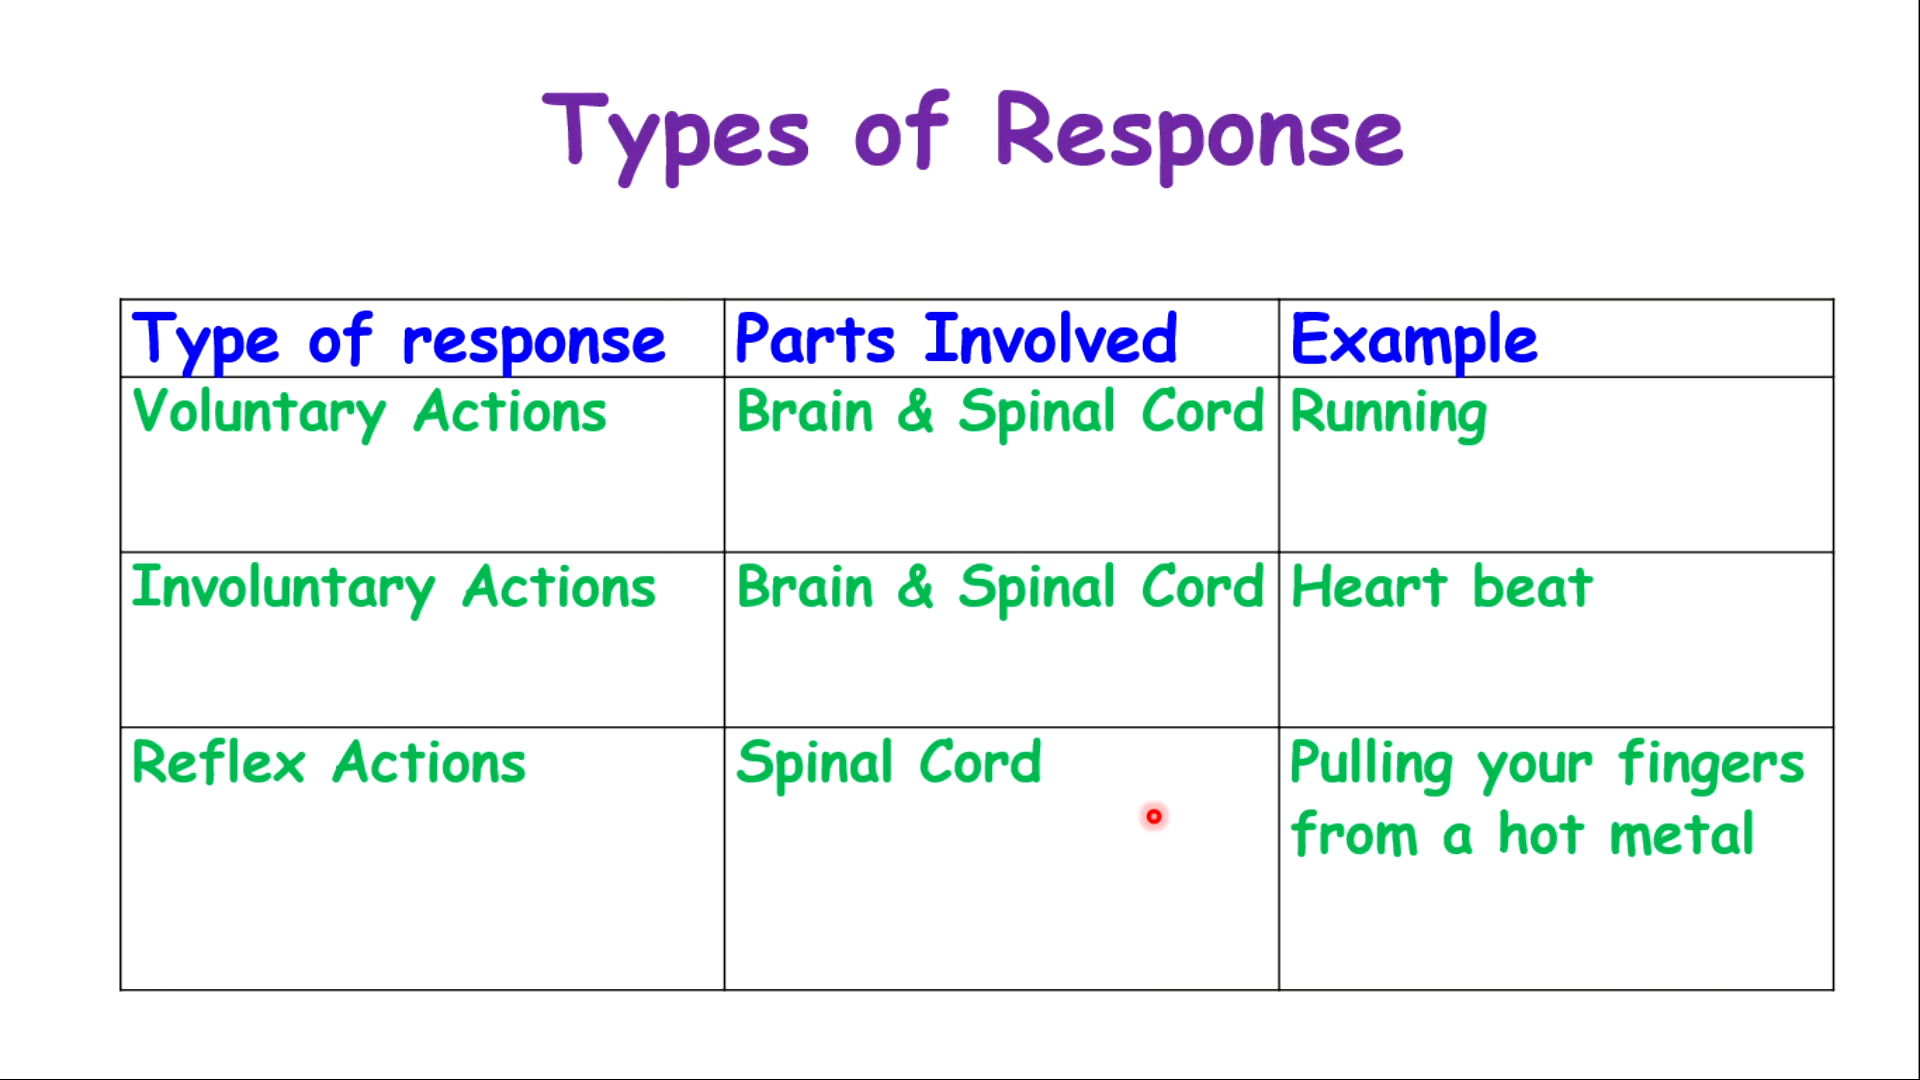 Types of Response
Type of response Parts Involved Example
Voluntary Actions Brain & Spinal Cord Running
Involuntary Actions Brain & Spinal Cord Heart beat
Reflex Actions Spinal Cord Pulling your fingers
from a hot metal